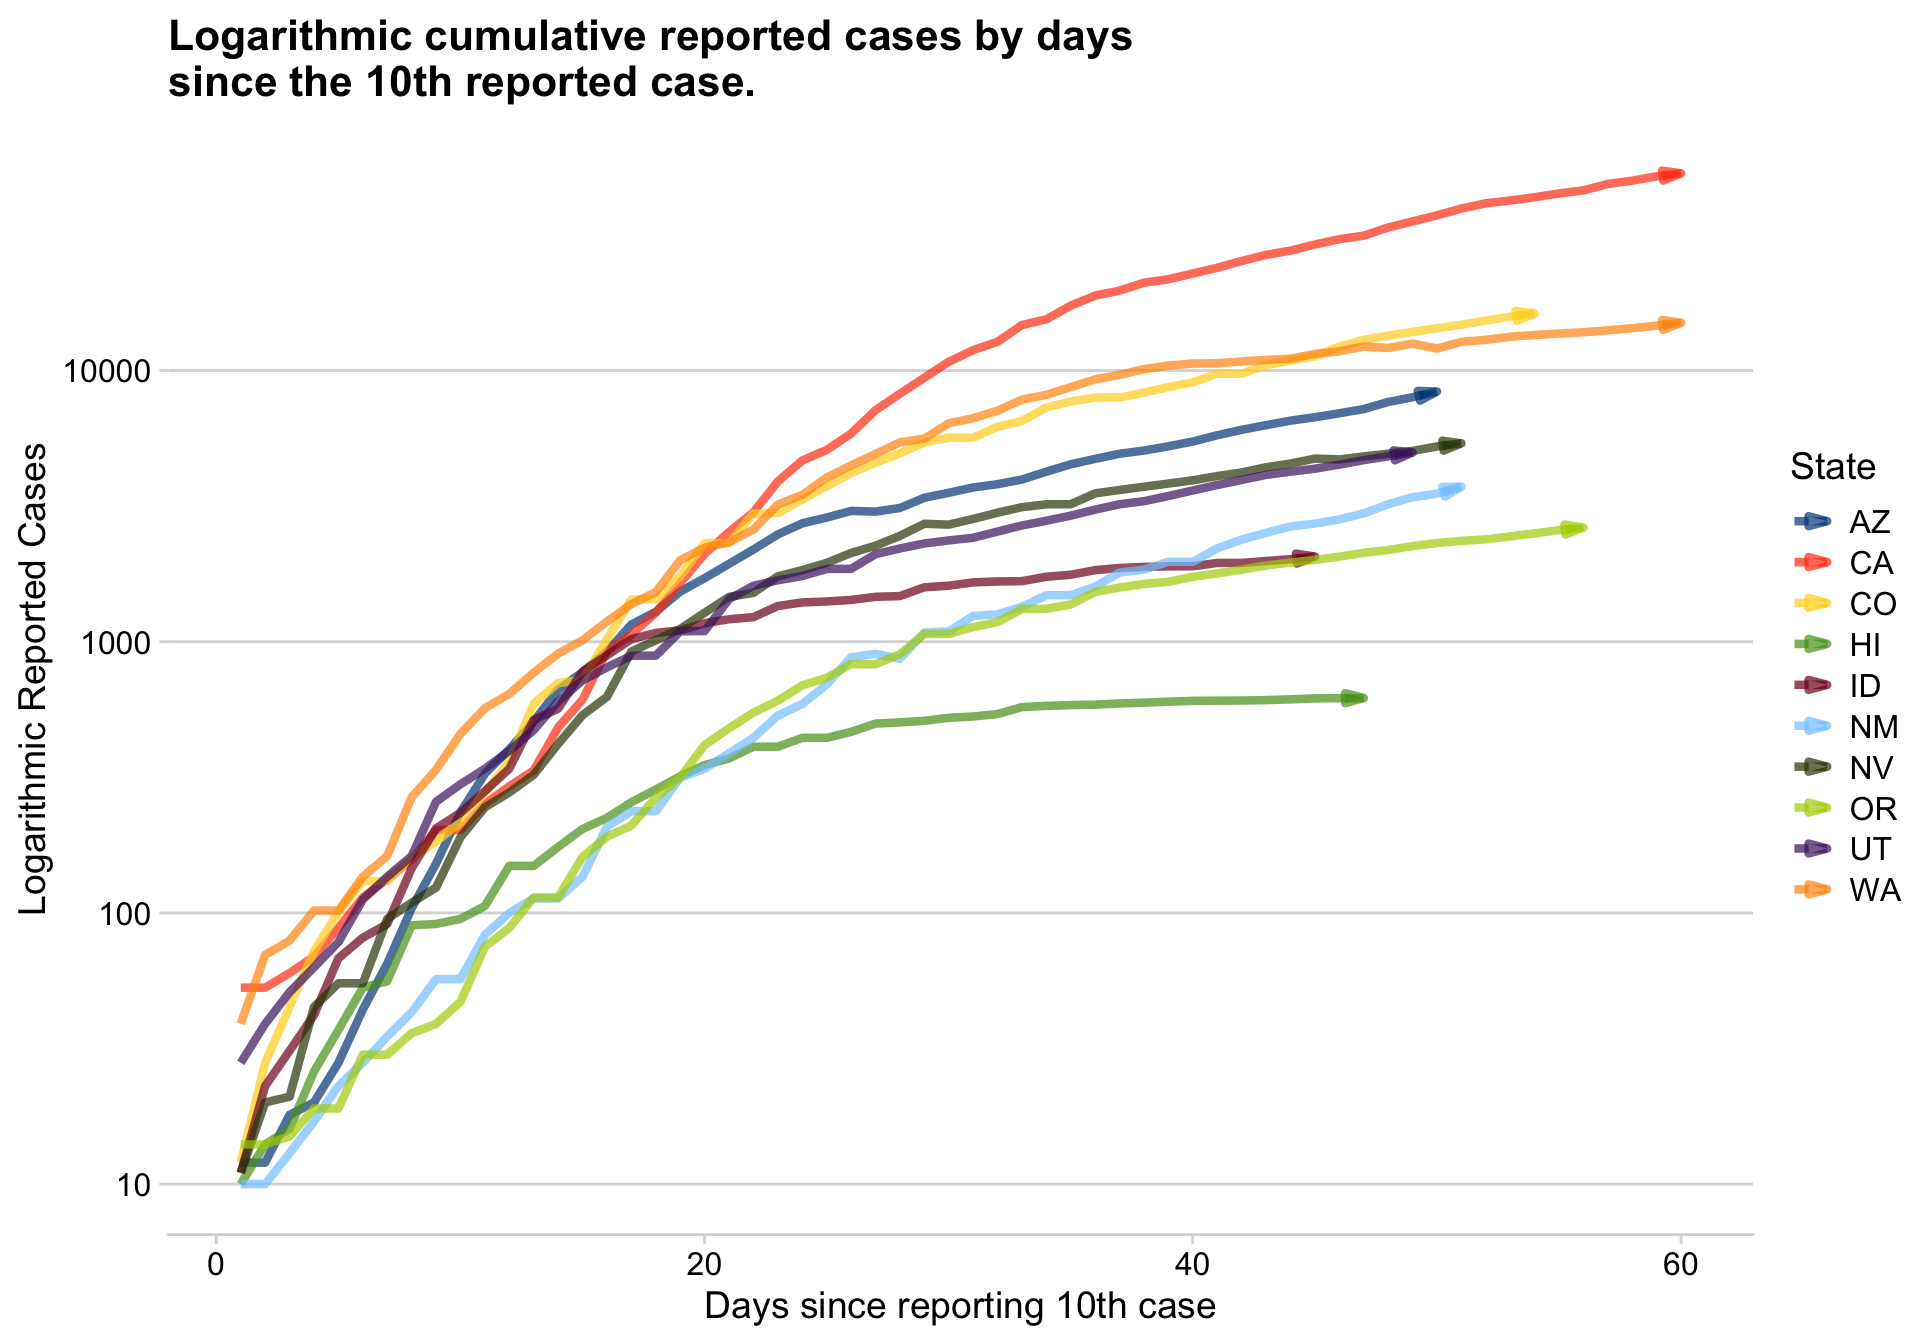 Logarithmic cumulative reported cases by days
since the 10th reported case.
Logarithmic Reported Cases
10000
1000
100
10
0 20 40 60
Days since reporting 10th case
State
AZ
CA
CO
HI
ID
NM
NV
OR
UT
WA